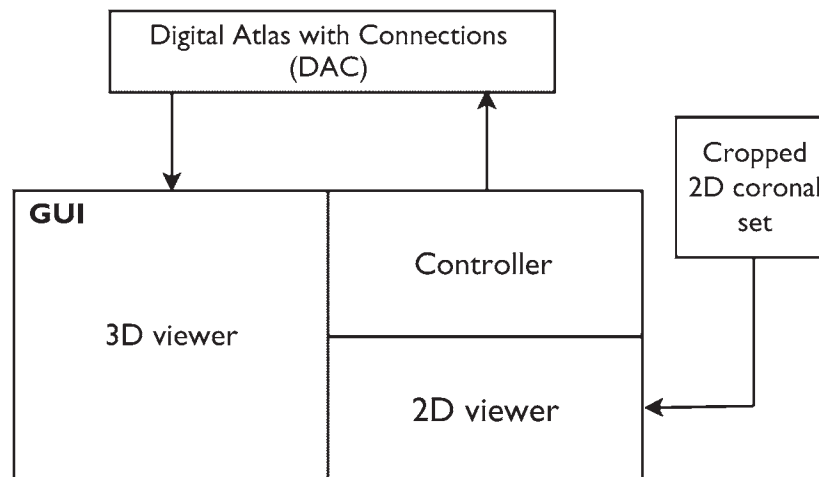 Digital Atlas with Connections
(DAC)
Cropped
2D coronal
set
GUI
Controller
3D viewer
2D viewer